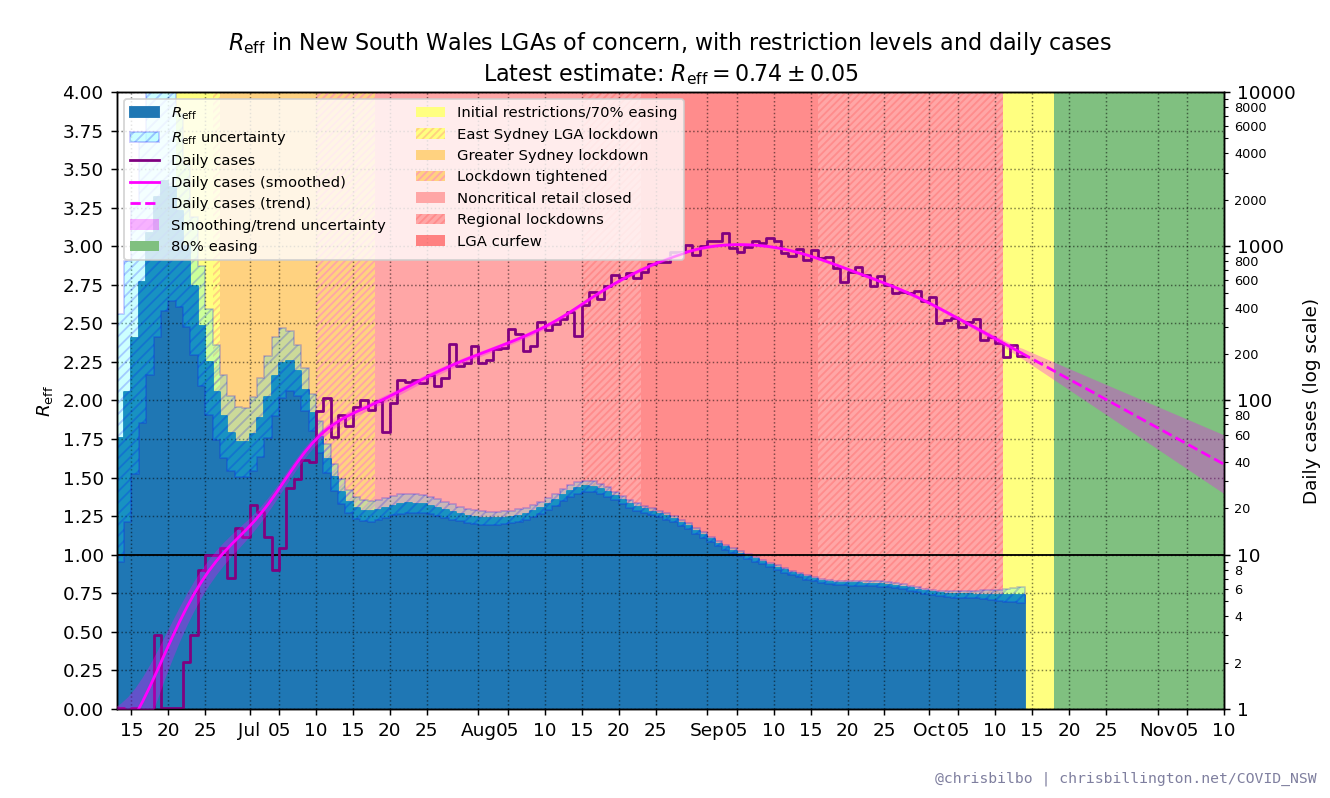 Reff in New South Wales LGAs of concern, with restriction levels and daily cases
Latest estimate: Reff = 0.74 ± 0.05
Reff
Reff uncertainty
Daily cases
Daily cases (smoothed)
Daily cases (trend)
Smoothing/trend uncertainty
80% easing
Initial restrictions/70% easing
East Sydney LGA lockdown
Greater Sydney lockdown
Lockdown tightened
Noncritical retail closed
Regional lockdowns
LGA curfew
Reff
4.00
3.75
3.50
3.25
3.00
2.75
2.50
2.25
2.00
1.75
1.50
1.25
1.00
0.75
0.50
0.25
0.00
10000
8000
6000
4000
2000
1000
800
600
400
200
100
80
60
40
20
10
8
6
4
2
1
Daily cases (log scale)
15 20 25 Jul 05 10 15 20 25 Aug 05 10 15 20 25 Sep 05 10 15 20 25 Oct 05 10 15 20 25 Nov 05 10
@chrisbilbo | chrisbillington.net/COVID_NSW